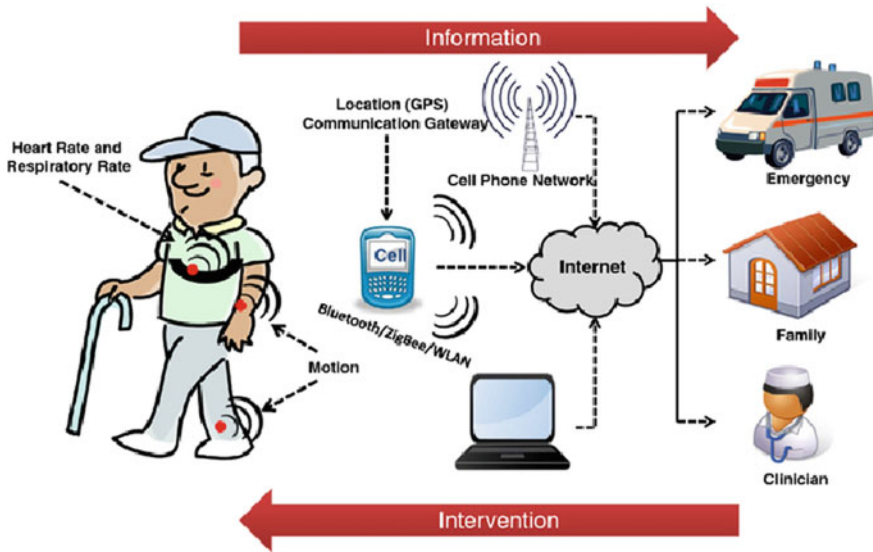 Information
Location (GPS)
Communication Gateway
Heart Rate and
Respiratory Rate
Cell Phone Network
Emergency
Cell
Internet
Bluetooth/ZigBee/WLAN
Family
Motion
Clinician
Intervention